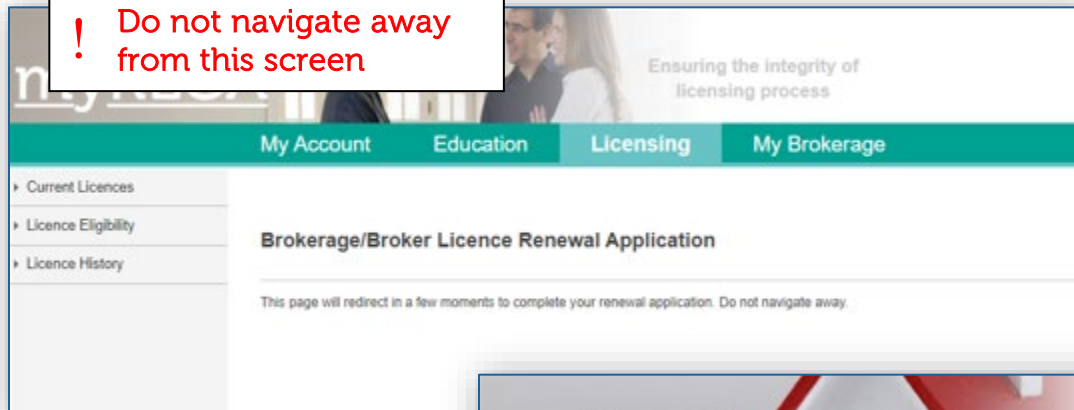 ! Do not navigate away
from this screen
Ensuring the integrity of
licensing process
My Account Education Licensing My Brokerage
Current Licences
Licence Eligibility
Licence History
Brokerage/Broker Licence Renewal Application
This page will redirect in a few moments to complete your renewal application. Do not navigate away.